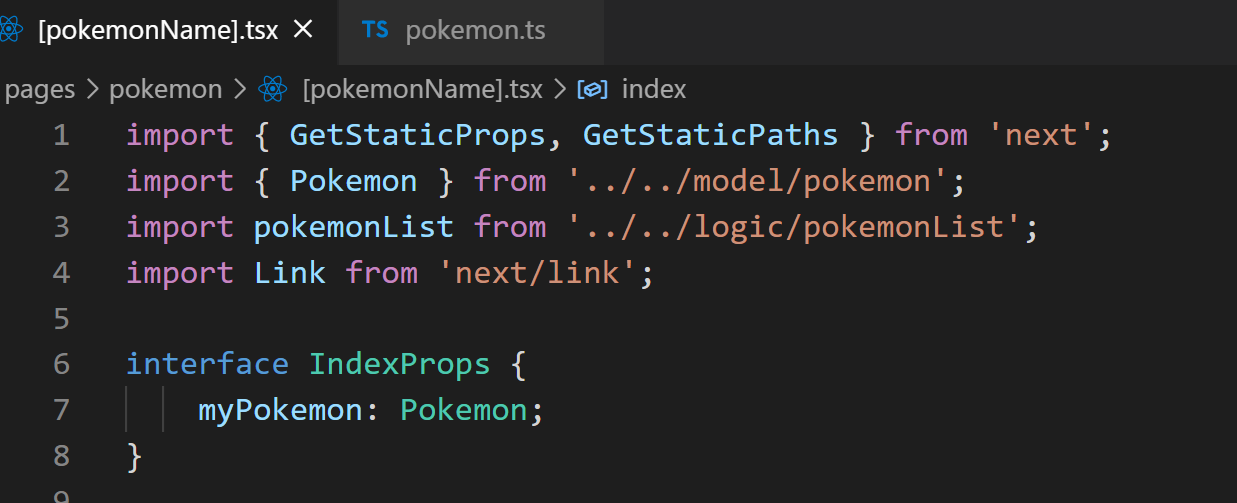 [pokemonName].tsx × TS pokemon.ts
pages > pokemon > [pokemonName].tsx > index
1 import { GetStaticProps, GetStaticPaths } from 'next';
2 import { Pokemon } from '../../model/pokemon';
3 import pokemonList from '../../logic/pokemonList';
4 import Link from 'next/link';
5
6 interface IndexProps {
7     myPokemon: Pokemon;
8 }
9